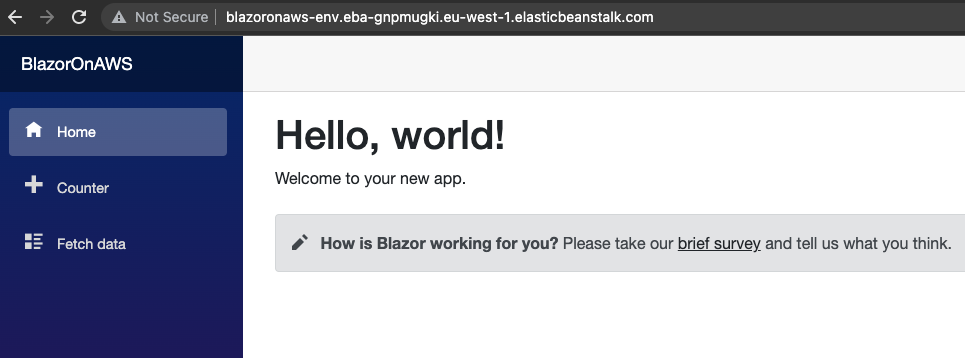 Not Secure | blazoronaws-env.eba-gnpmugki.eu-west-1.elasticbeanstalk.com
BlazorOnAWS
Home
Counter
Fetch data
Hello, world!
Welcome to your new app.
How is Blazor working for you? Please take our brief survey and tell us what you think.